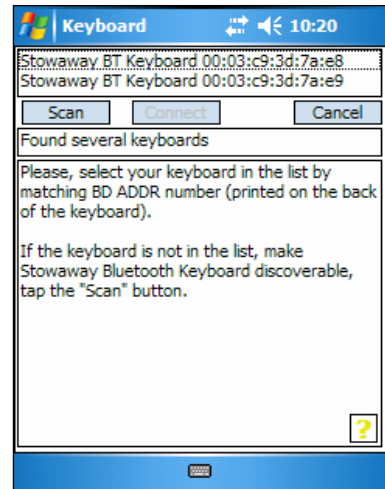 Keyboard 10:20
Stowaway BT Keyboard 00:03:c9:3d:7a:e8
Stowaway BT Keyboard 00:03:c9:3d:7a:e9
Scan Connect Cancel
Found several keyboards
Please, select your keyboard in the list by
matching BD ADDR number (printed on the back
of the keyboard).
If the keyboard is not in the list, make
Stowaway Bluetooth Keyboard discoverable,
tap the "Scan" button.
?